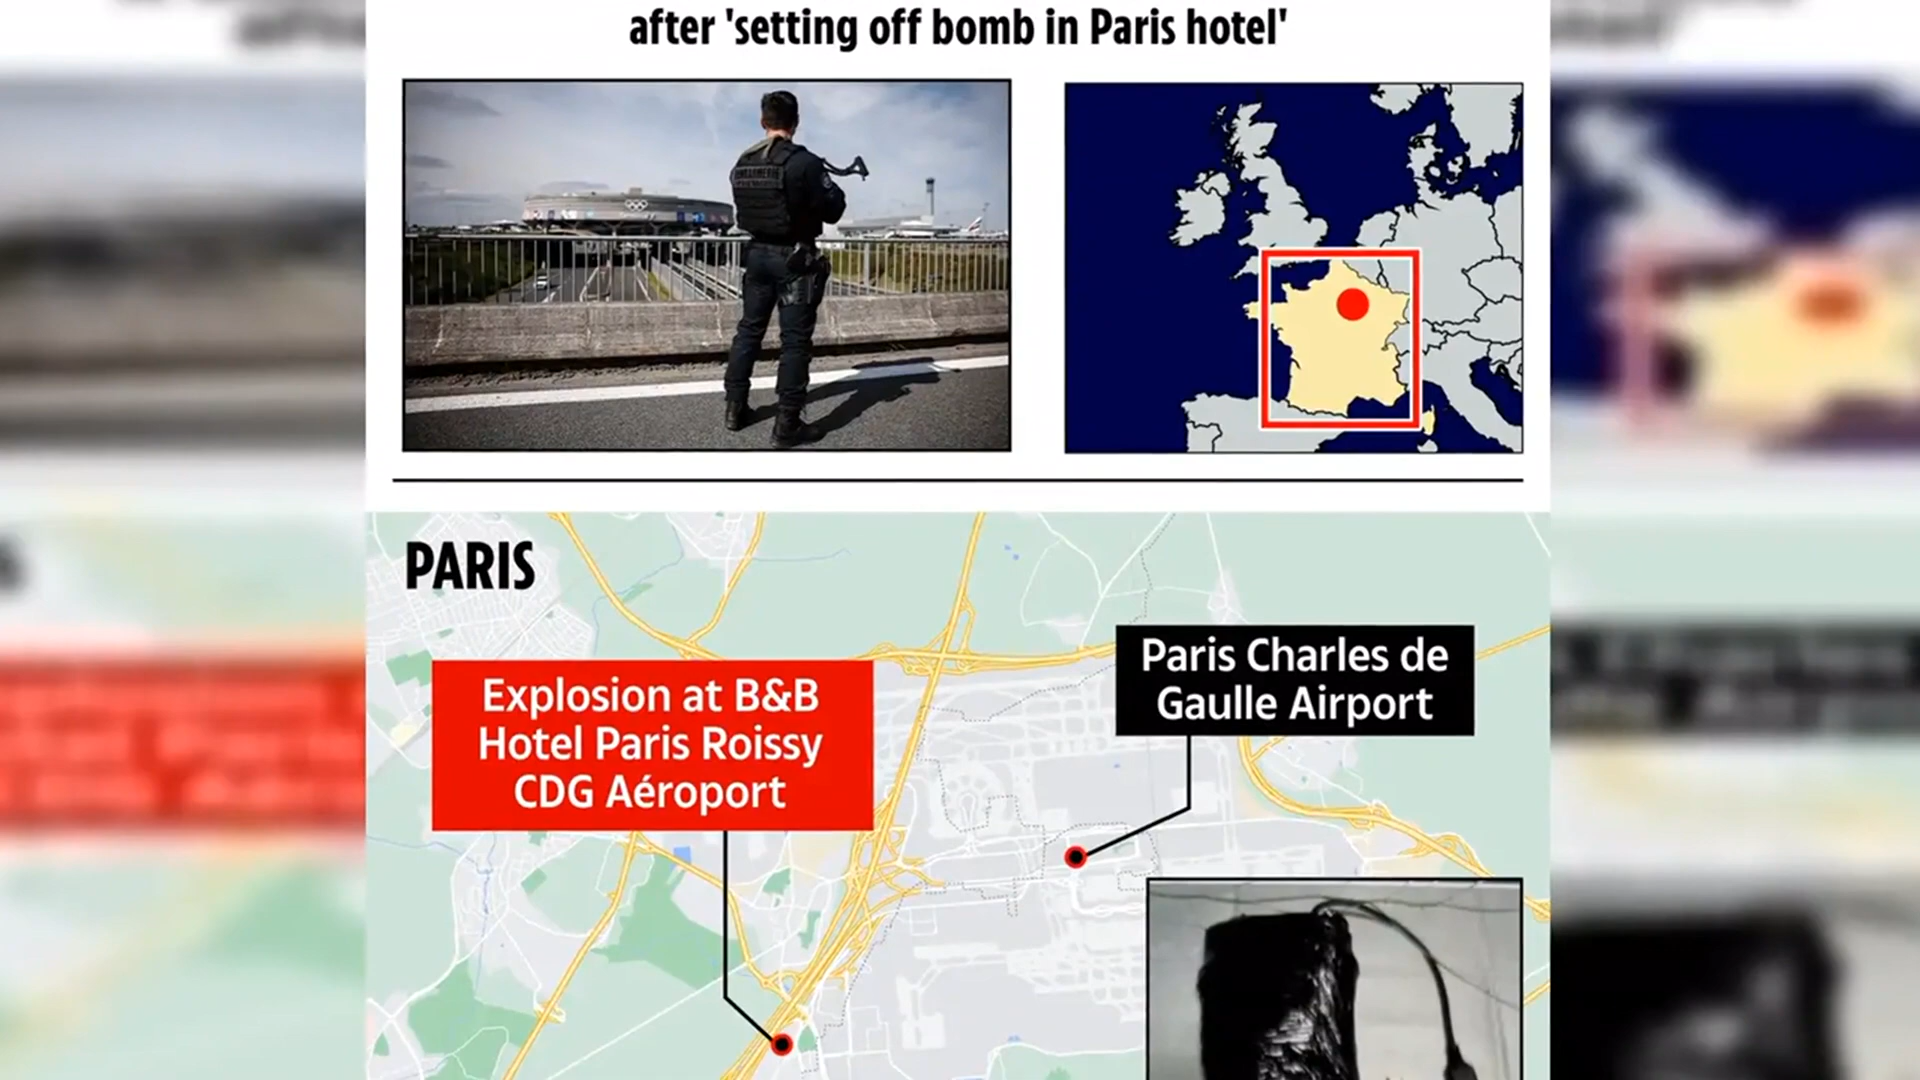 after 'setting off bomb in Paris hotel'
GENDARMERIE
PARIS
Paris Charles de
Gaulle Airport
Explosion at B&B
Hotel Paris Roissy
CDG Aéroport